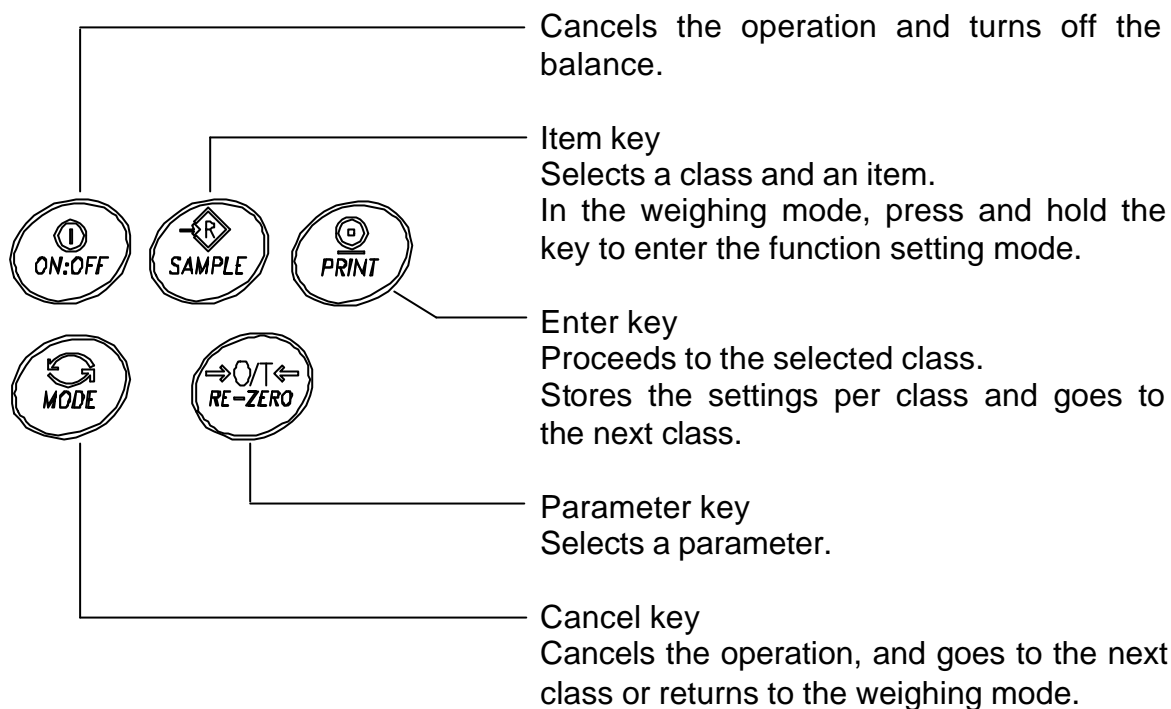 Cancels the operation and turns off the
balance.
Item key
Selects a class and an item.
In the weighing mode, press and hold the
key to enter the function setting mode.
ON:OFF
R
SAMPLE
PRINT
Enter key
Proceeds to the selected class.
Stores the settings per class and goes to
the next class.
MODE
→0/T←
RE-ZERO
Parameter key
Selects a parameter.
Cancel key
Cancels the operation, and goes to the next
class or returns to the weighing mode.